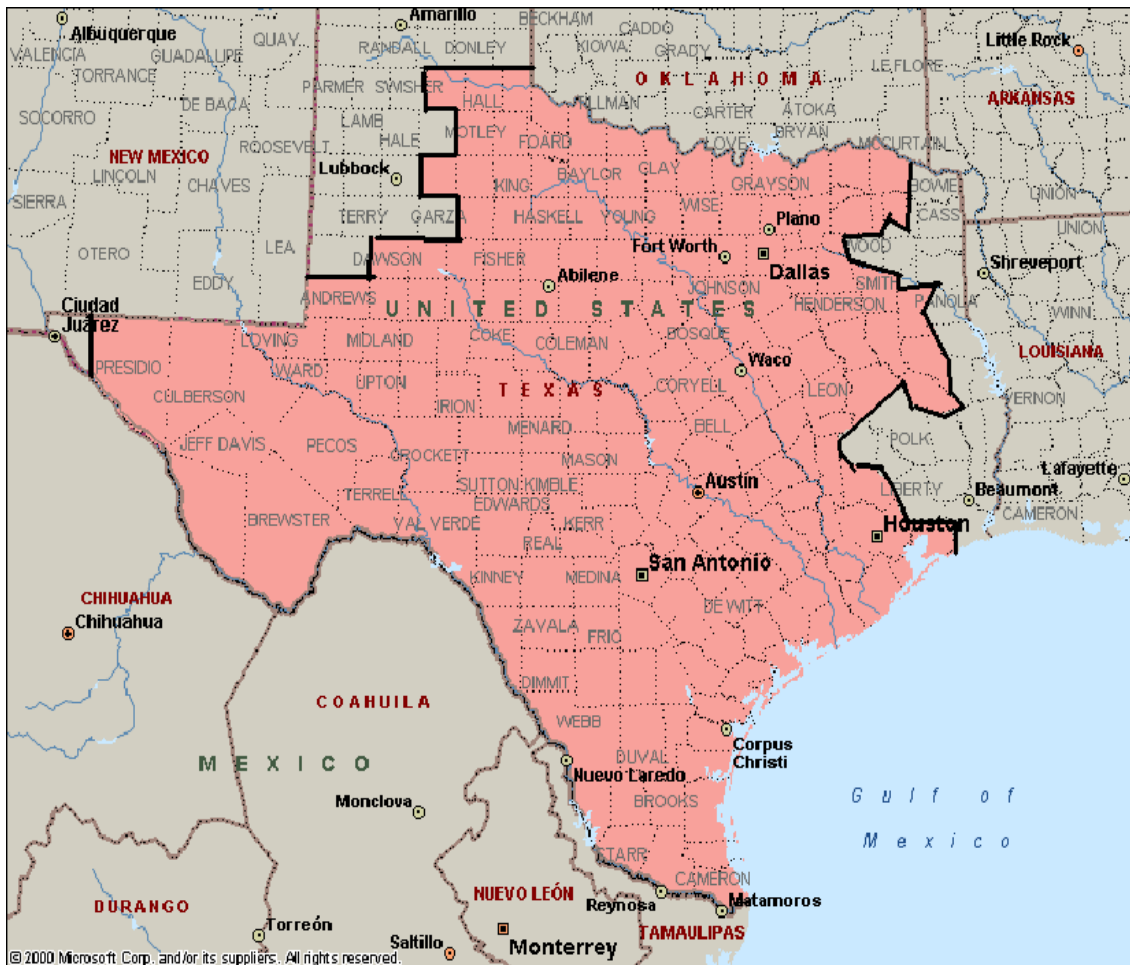 Amarillo
BECKHAM
CADDO
Albuquerque
QUAY
RANDALL
DONLEY
KIOWA
GRADY
Little Rock
VALENCIA
GUADALUPE
TORRANCE
LE FLORE
OKLAHOMA
PARMER
SWISHER
ARKANSAS
DE BACA
HALL
TILLMAN
CARTER
ATOKA
SOCORRO
LAMB
HALE
MOTLEY
FOARD
LOVE
BRYAN
MCCURTAIN
ROOSEVELT
NEW MEXICO
LINCOLN
Lubbock
KING
BAYLOR
CLAY
GRAYSON
BOWIE
UNION
CHAVES
SIERRA
TERRY
GARZA
HASKELL
YOUNG
WISE
Plano
CASS
UNION
LEA
OTERO
DAWSON
FISHER
Fort Worth
Dallas
WOOD
Shreveport
EDDY
Abilene
JOHNSON
SMITH
ANDREWS
HENDERSON
PANOLA
Ciudad
Juárez
UNITED STATES
WINN
LOVING
MIDLAND
COKE
COLEMAN
BOSQUE
LOUISIANA
PRESIDIO
WARD
UPTON
TEXAS
CORYELL
Waco
LEON
CULBERSON
IRION
VERNON
JEFF DAVIS
PECOS
MENARD
BELL
POLK
CROCKETT
MASON
Lafayette
TERRELL
SUTTON
KIMBLE
Austin
LIBERTY
Beaumont
EDWARDS
CAMERON
BREWSTER
VAL VERDE
KERR
Houston
REAL
KINNEY
MEDINA
San Antonio
CHIHUAHUA
Chihuahua
DE WITT
ZAVALA
FRIO
DIMMIT
COAHUILA
WEBB
Corpus
Christi
MEXICO
DUVAL
Nuevo Laredo
Monclova
BROOKS
Gulf of
Mexico
STARR
CAMERON
DURANGO
NUEVO LEÓN
Reynosa
Matamoros
Torreón
TAMAULIPAS
Saltillo
Monterrey
© 2000 Microsoft Corp. and/or its suppliers. All rights reserved.